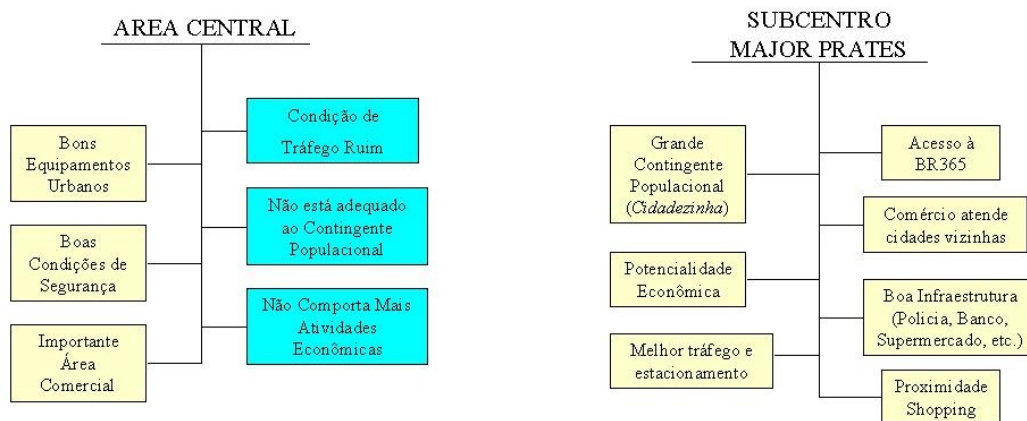 AREA CENTRAL
Bons
Equipamentos
Urbanos
Boas
Condições de
Segurança
Importante
Área
Comercial
Condição de
Tráfego Ruim
Não está adequado
ao Contingente
Populacional
Não Comporta Mais
Atividades
Econômicas
SUBCENTRO
MAJOR PRATES
Grande
Contingente
Populacional
(Cidadezinha)
Potencialidade
Econômica
Melhor tráfego e
estacionamento
Acesso à
BR365
Comércio atende
cidades vizinhas
Boa Infraestrutura
(Policia, Banco,
Supermercado, etc.)
Proximidade
Shopping